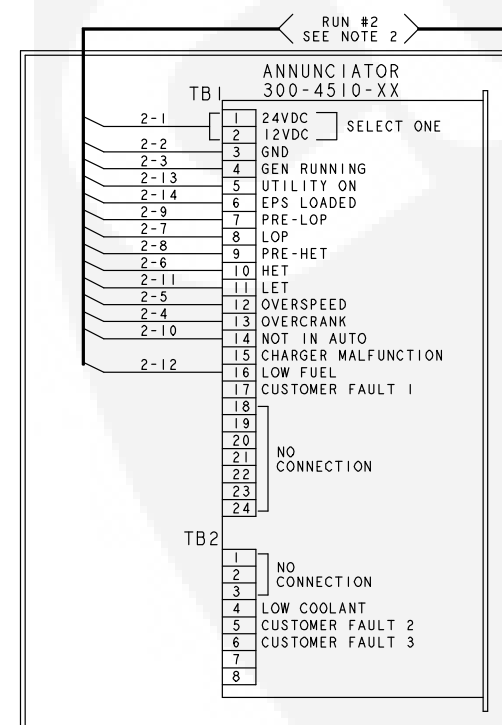 RUN #2
SEE NOTE 2
ANNUNCIATOR
300-4510-XX
TB1
2-1
1 24VDC
2 12VDC
SELECT ONE
2-2
3 GND
2-3
4 GEN RUNNING
2-13
5 UTILITY ON
2-14
6 EPS LOADED
2-9
7 PRE-LOP
2-7
8 LOP
2-8
9 PRE-HET
2-6
10 HET
2-11
11 LET
2-5
12 OVERSPEED
2-4
13 OVERCRANK
2-10
14 NOT IN AUTO
15 CHARGER MALFUNCTION
2-12
16 LOW FUEL
17 CUSTOMER FAULT 1
18
19
20
21
22
23
24
NO
CONNECTION
TB2
1
2
3
NO
CONNECTION
4 LOW COOLANT
5 CUSTOMER FAULT 2
6 CUSTOMER FAULT 3
7
8